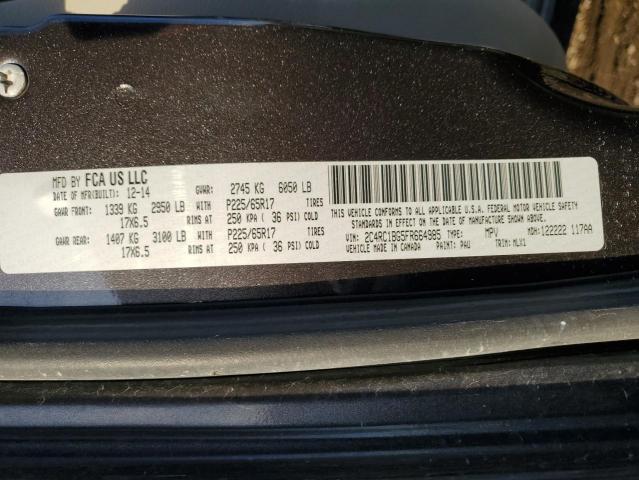 MFD BY FCA US LLC
DATE OF MFR(BUILT): 12-14 GVWR: 2745 KG 6050 LB
GAWR FRONT: 1339 KG 2950 LB WITH P225/65R17 TIRES
17X6.5 RIMS AT 250 KPA ( 36 PSI) COLD
GAWR REAR: 1407 KG 3100 LB WITH P225/65R17 TIRES
17X6.5 RIMS AT 250 KPA ( 36 PSI) COLD
THIS VEHICLE CONFORMS TO ALL APPLICABLE U.S.A. FEDERAL MOTOR VEHICLE SAFETY
STANDARDS IN EFFECT ON THE DATE OF MANUFACTURE SHOWN ABOVE.
VIN: 2C4RC1BG5FR664985 TYPE: MPV MDH: 122222 117AA
VEHICLE MADE IN CANADA PAINT: PAU TRIM: MLX1